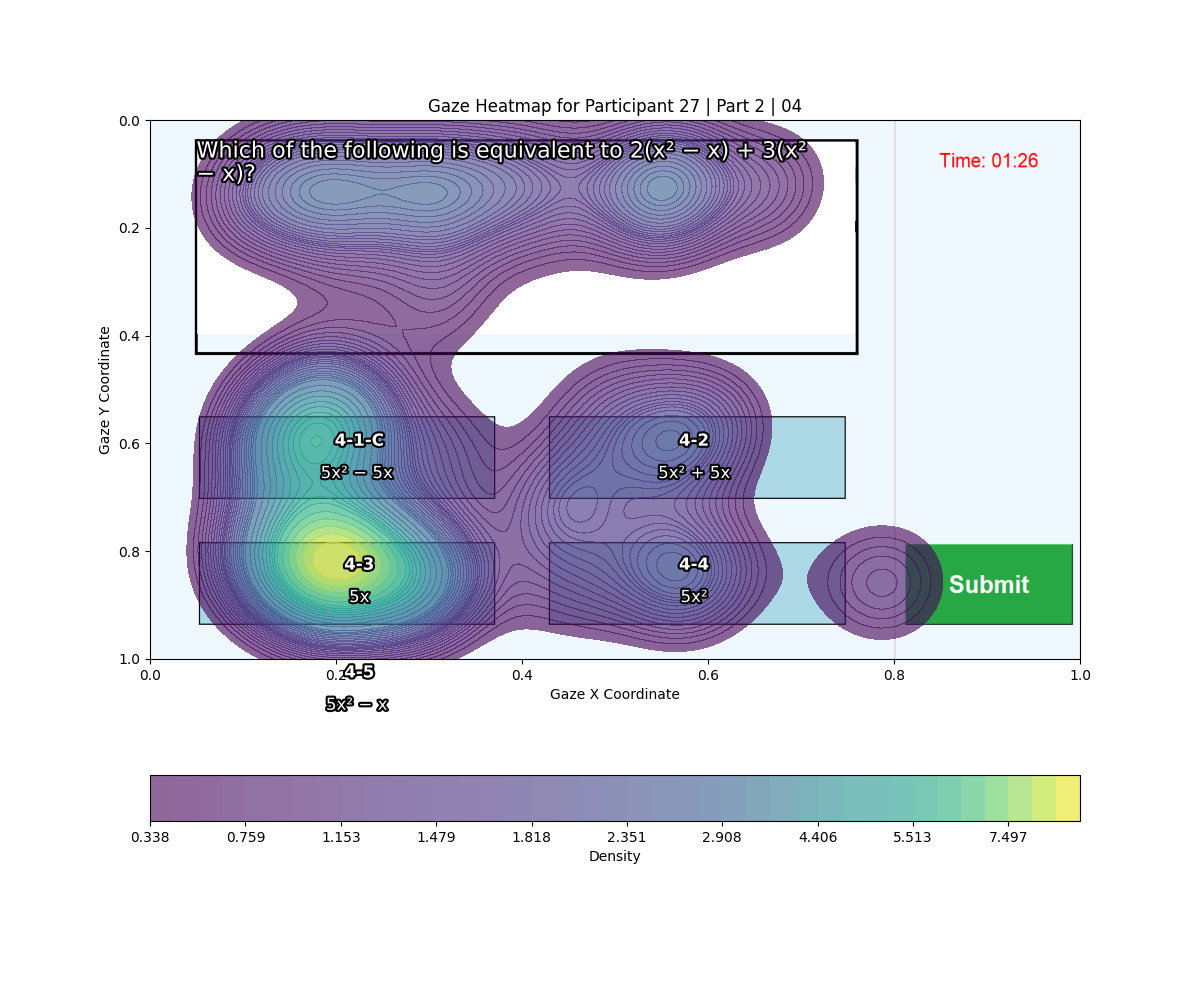 Gaze Heatmap for Participant 27 | Part 2 | 04
0.0
0.2
0.4
0.6
0.8
1.0
Gaze Y Coordinate
Which of the following is equivalent to 2(x² − x) + 3(x²
− x)?
Time: 01:26
4-1-C
5x² − 5x
4-2
5x² + 5x
4-3
5x
4-4
5x²
Submit
4-5
5x² − x
0.0
0.2
0.4
0.6
0.8
1.0
Gaze X Coordinate
0.338
0.759
1.153
1.479
1.818
2.351
2.908
4.406
5.513
7.497
Density